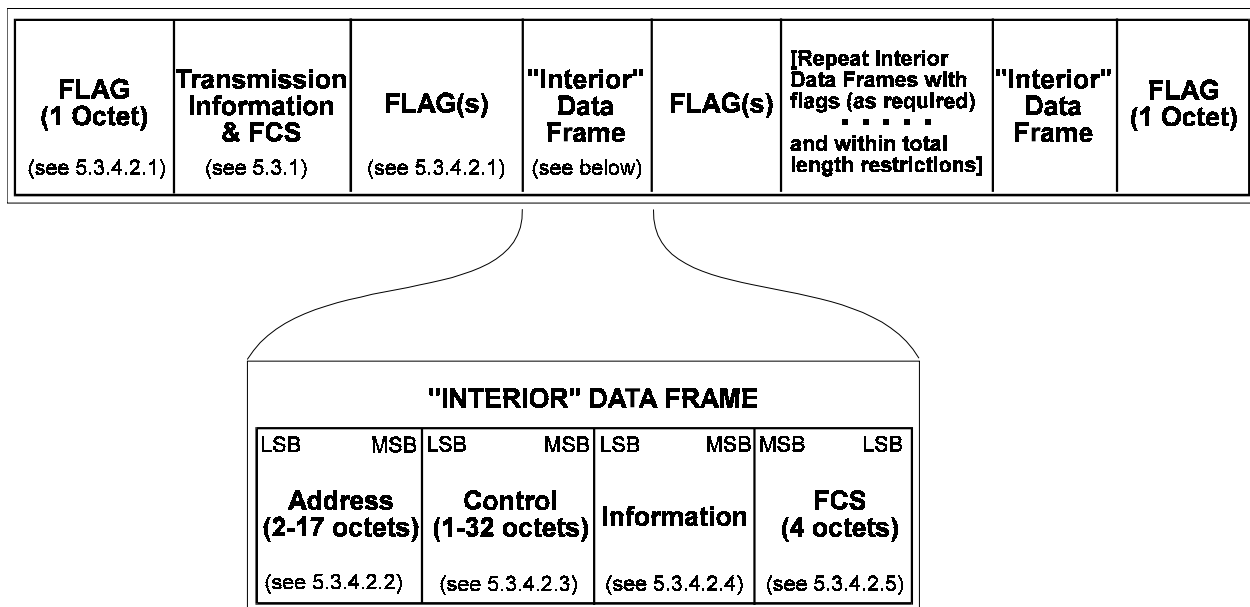 FLAG
(1 Octet)
(see 5.3.4.2.1)
Transmission
Information
& FCS
(see 5.3.1)
FLAG(s)
(see 5.3.4.2.1)
"Interior"
Data
Frame
(see below)
FLAG(s)
[Repeat Interior
Data Frames with
flags (as required)
. . . . .
and within total
length restrictions]
"Interior"
Data
Frame
FLAG
(1 Octet)
"INTERIOR" DATA FRAME
LSB MSB
Address
(2-17 octets)
(see 5.3.4.2.2)
LSB MSB
Control
(1-32 octets)
(see 5.3.4.2.3)
LSB MSB
Information
(see 5.3.4.2.4)
MSB LSB
FCS
(4 octets)
(see 5.3.4.2.5)